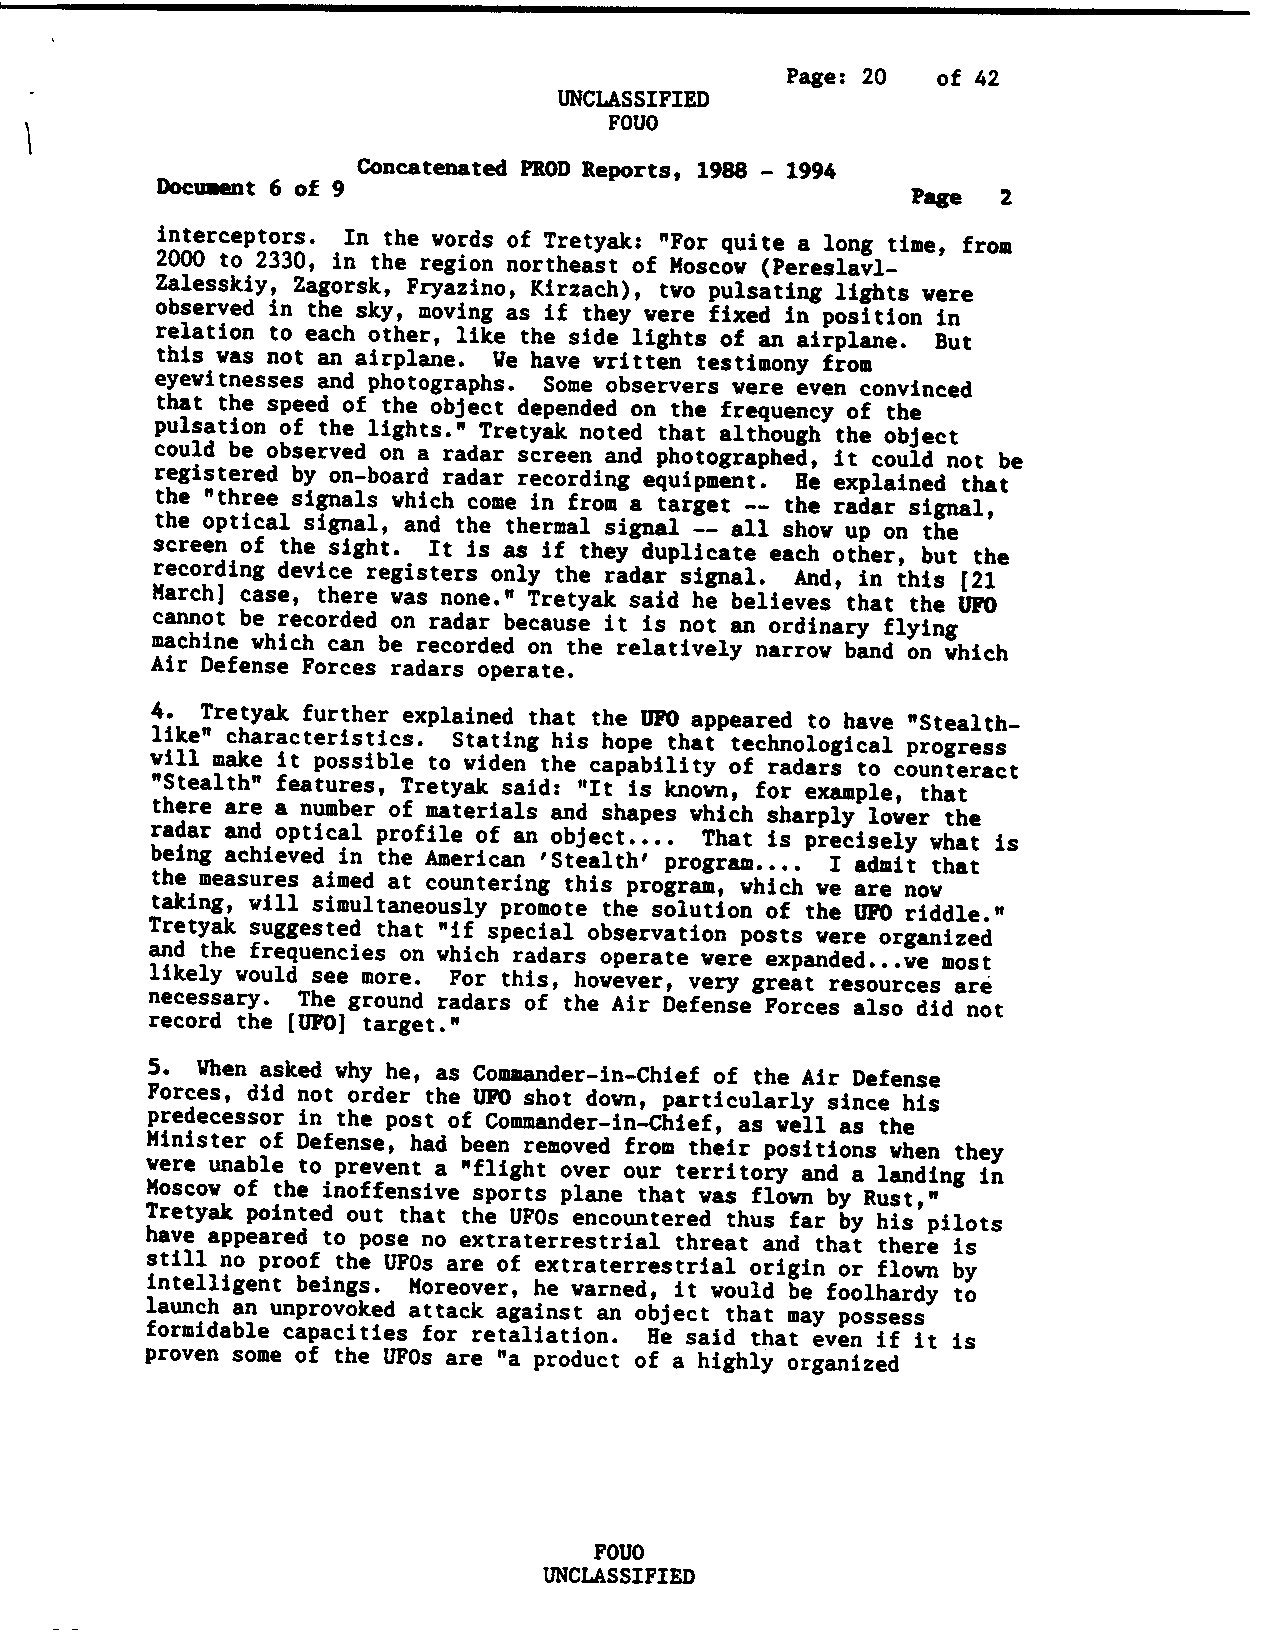 Page: 20 of 42
UNCLASSIFIED
FOUO
Concatenated PROD Reports, 1988 - 1994
Document 6 of 9
Page 2
interceptors. In the words of Tretyak: "For quite a long time, from
2000 to 2330, in the region northeast of Moscow (Pereslavl-
Zalesskiy, Zagorsk, Fryazino, Kirzach), two pulsating lights were
observed in the sky, moving as if they were fixed in position in
relation to each other, like the side lights of an airplane. But
this was not an airplane. We have written testimony from
eyewitnesses and photographs. Some observers were even convinced
that the speed of the object depended on the frequency of the
pulsation of the lights." Tretyak noted that although the object
could be observed on a radar screen and photographed, it could not be
registered by on-board radar recording equipment. He explained that
the "three signals which come in from a target -- the radar signal,
the optical signal, and the thermal signal -- all show up on the
screen of the sight. It is as if they duplicate each other, but the
recording device registers only the radar signal. And, in this [21
March] case, there was none." Tretyak said he believes that the UFO
cannot be recorded on radar because it is not an ordinary flying
machine which can be recorded on the relatively narrow band on which
Air Defense Forces radars operate.
4. Tretyak further explained that the UFO appeared to have "Stealth-
like" characteristics. Stating his hope that technological progress
will make it possible to widen the capability of radars to counteract
"Stealth" features, Tretyak said: "It is known, for example, that
there are a number of materials and shapes which sharply lower the
radar and optical profile of an object.... That is precisely what is
being achieved in the American 'Stealth' program.... I admit that
the measures aimed at countering this program, which we are now
taking, will simultaneously promote the solution of the UFO riddle."
Tretyak suggested that "if special observation posts were organized
and the frequencies on which radars operate were expanded...we most
likely would see more. For this, however, very great resources are
necessary. The ground radars of the Air Defense Forces also did not
record the [UFO] target."
5. When asked why he, as Commander-in-Chief of the Air Defense
Forces, did not order the UFO shot down, particularly since his
predecessor in the post of Commander-in-Chief, as well as the
Minister of Defense, had been removed from their positions when they
were unable to prevent a "flight over our territory and a landing in
Moscow of the inoffensive sports plane that was flown by Rust,"
Tretyak pointed out that the UFOs encountered thus far by his pilots
have appeared to pose no extraterrestrial threat and that there is
still no proof the UFOs are of extraterrestrial origin or flown by
intelligent beings. Moreover, he warned, it would be foolhardy to
launch an unprovoked attack against an object that may possess
formidable capacities for retaliation. He said that even if it is
proven some of the UFOs are "a product of a highly organized
FOUO
UNCLASSIFIED